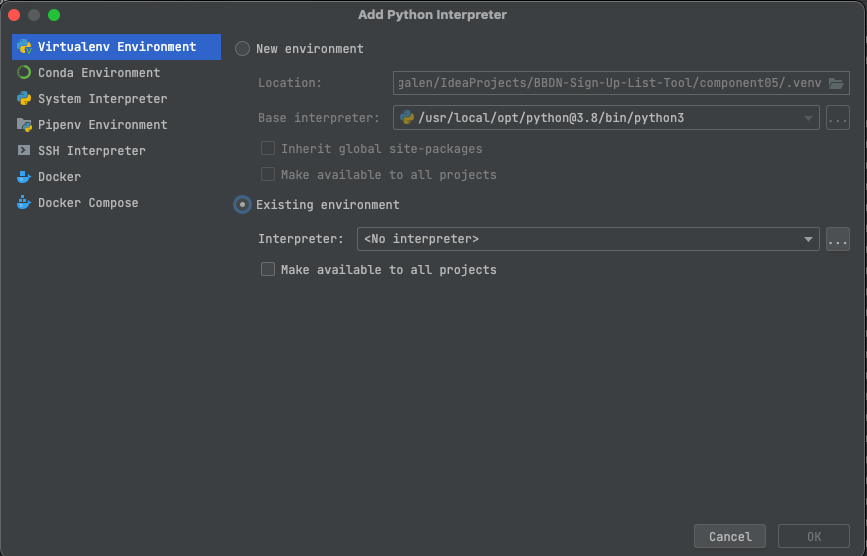 Add Python Interpreter
Virtualenv Environment
Conda Environment
System Interpreter
Pipenv Environment
SSH Interpreter
Docker
Docker Compose
New environment
Location: galen/IdeaProjects/BBDN-Sign-Up-List-Tool/component05/.venv
Base interpreter: /usr/local/opt/python@3.8/bin/python3 ...
Inherit global site-packages
Make available to all projects
Existing environment
Interpreter: <No interpreter> ...
Make available to all projects
Cancel OK